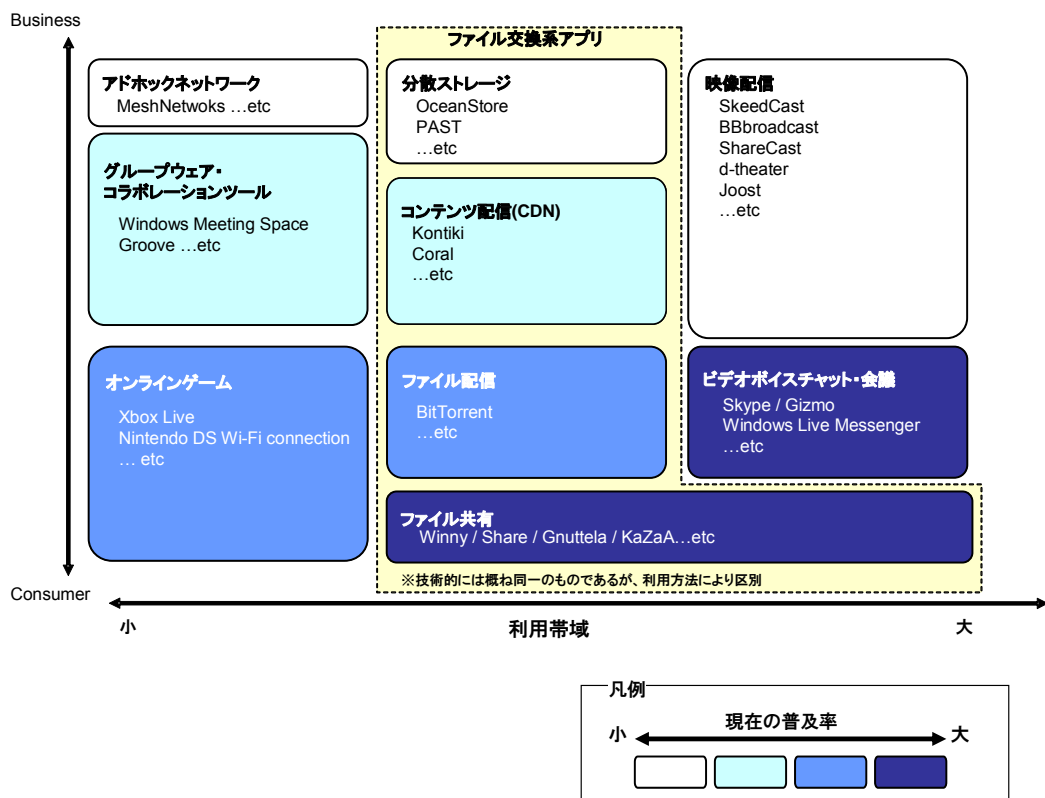 Business
ファイル交換系アプリ
アドホックネットワーク
MeshNetwoks …etc
グループウェア・
コラボレーションツール
Windows Meeting Space
Groove …etc
オンラインゲーム
Xbox Live
Nintendo DS Wi-Fi connection
… etc
分散ストレージ
OceanStore
PAST
…etc
コンテンツ配信(CDN)
Kontiki
Coral
…etc
ファイル配信
BitTorrent
…etc
映像配信
SkeedCast
BBbroadcast
ShareCast
d-theater
Joost
…etc
ビデオボイスチャット・会議
Skype / Gizmo
Windows Live Messenger
…etc
ファイル共有
Winny / Share / Gnuttela / KaZaA…etc
※技術的には概ね同一のものであるが、利用方法により区別
Consumer
小 利用帯域 大
凡例
現在の普及率
小 大